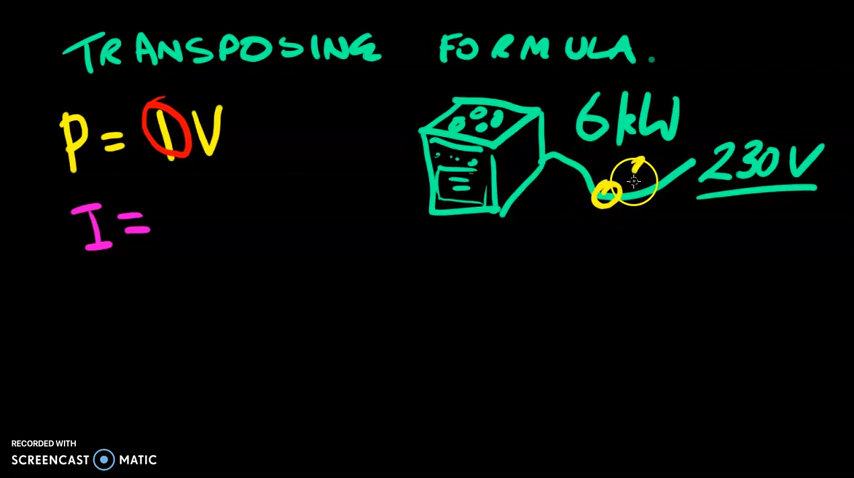 TRANSPOSING FORMULA.
P = IV
6kW
230V
I =
RECORDED WITH
SCREENCAST MATIC